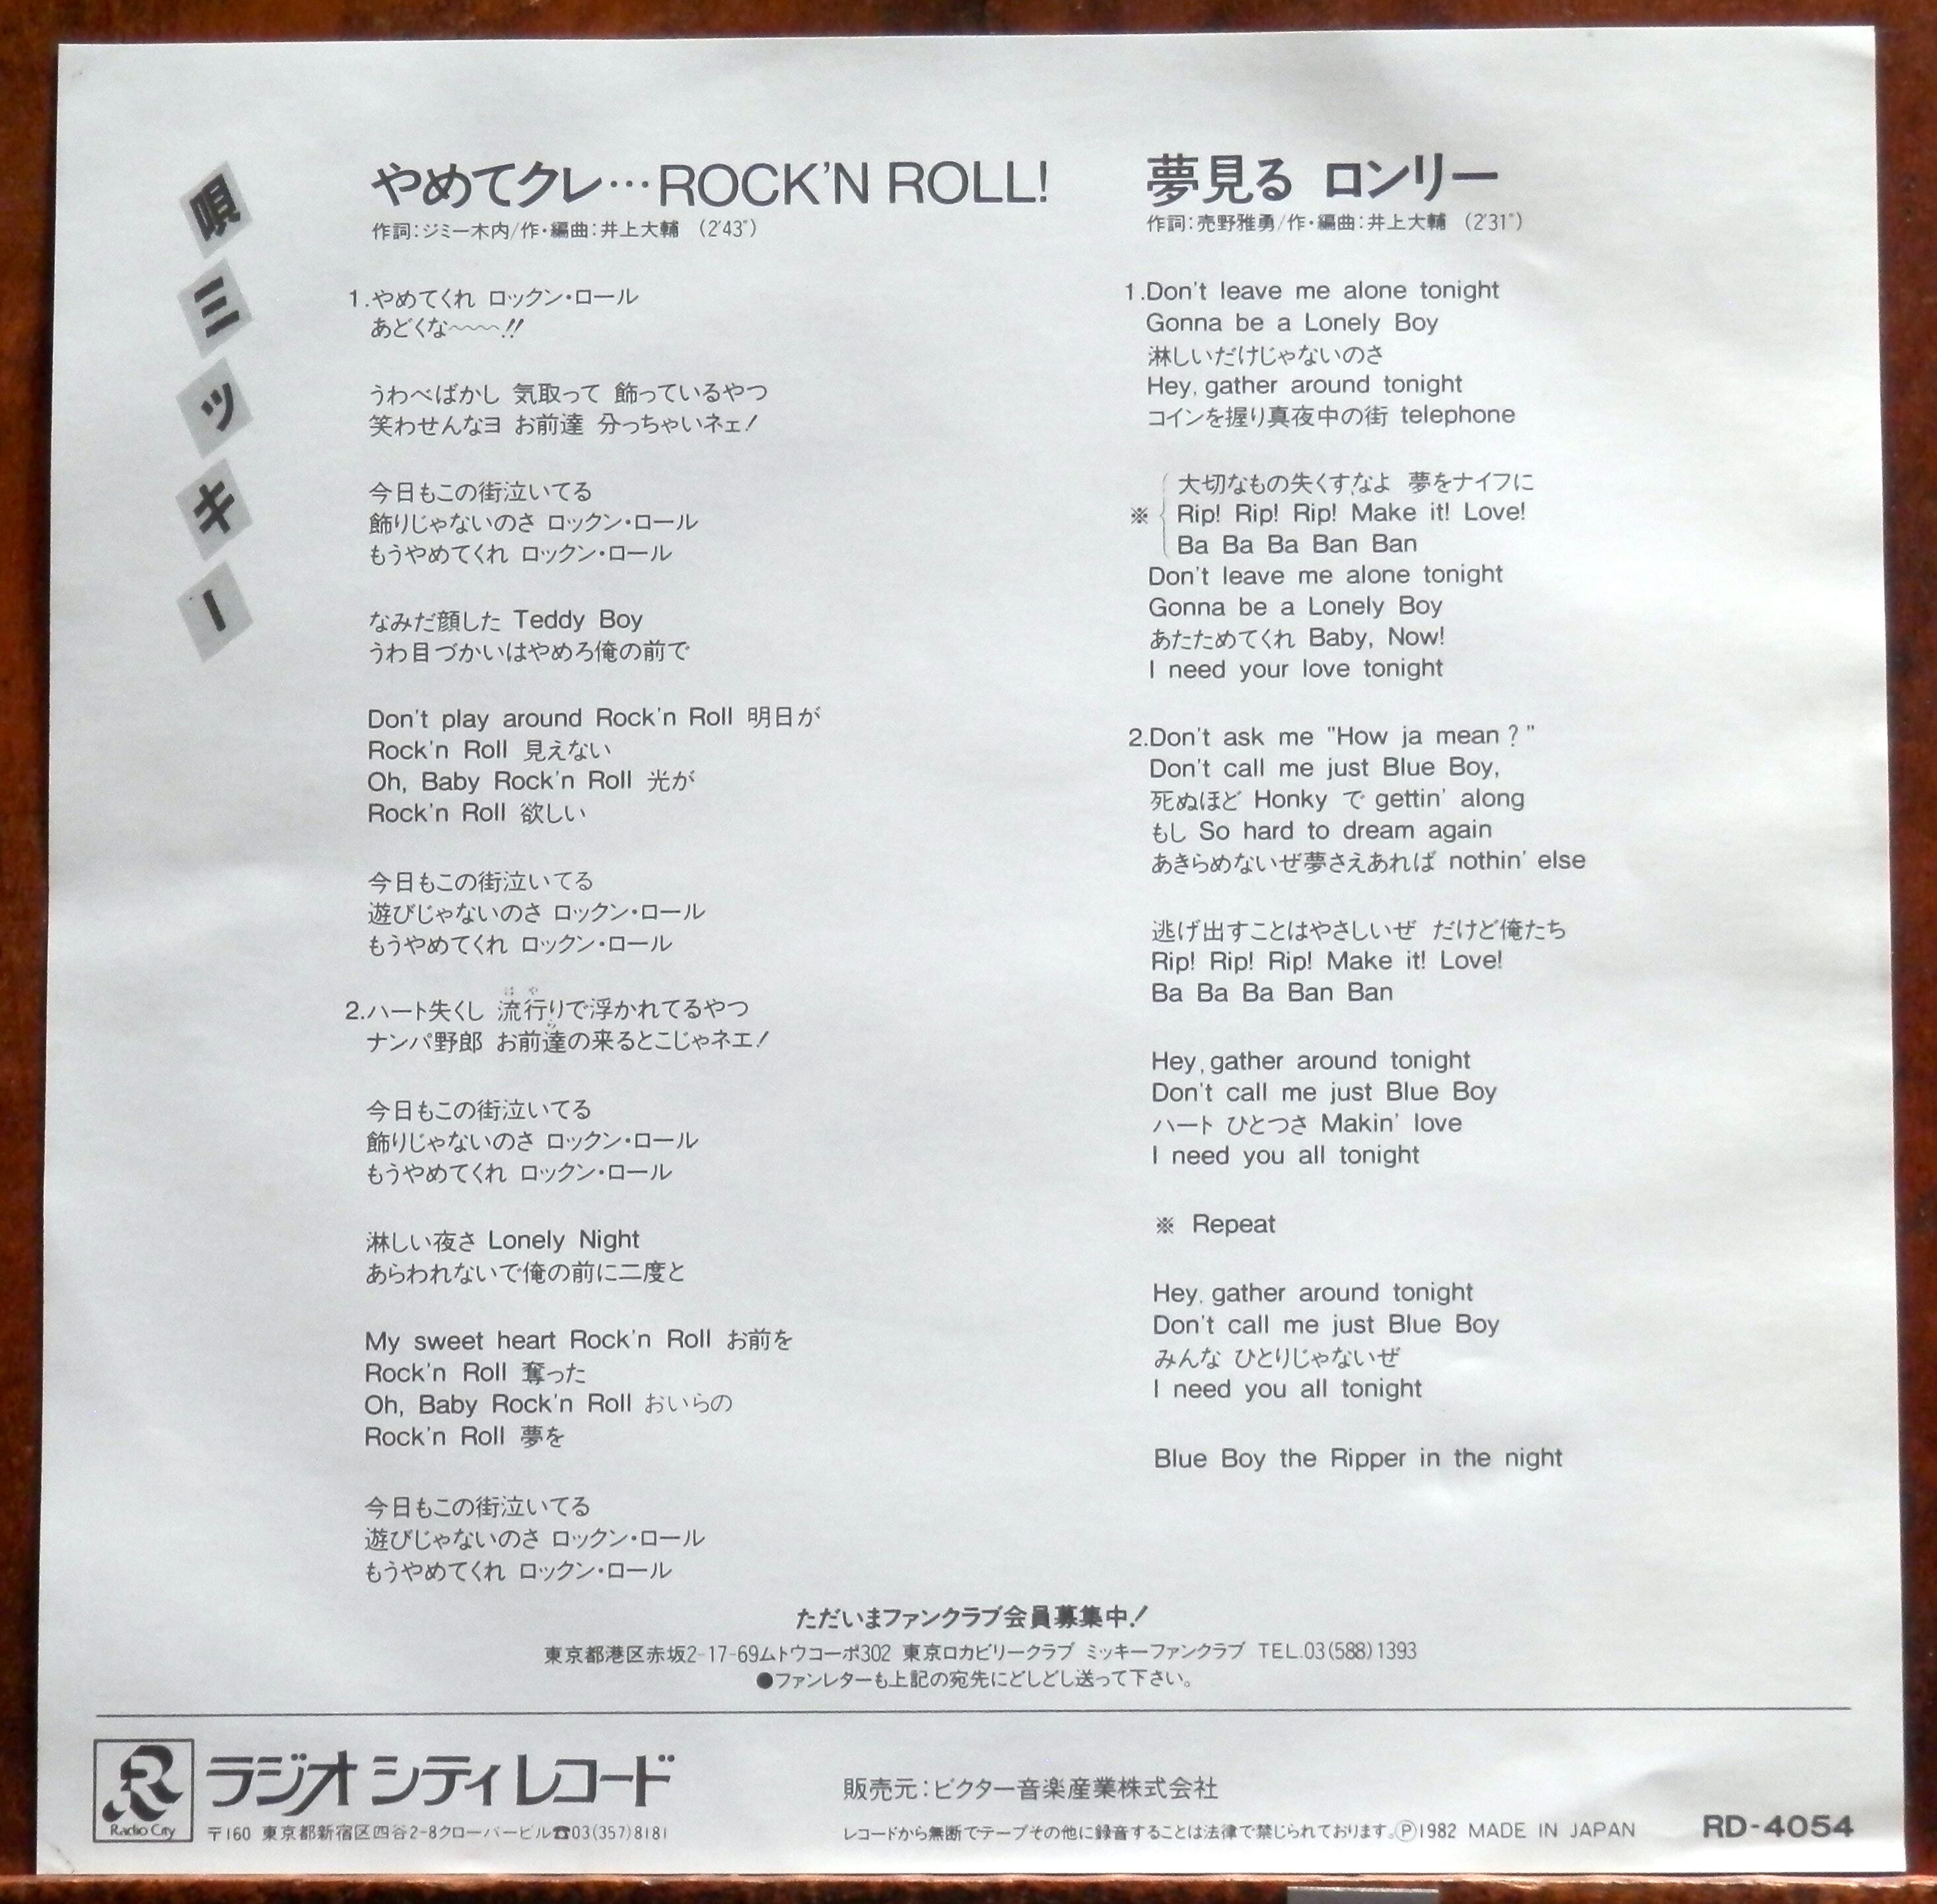 唄 ミッキー
やめてクレ…ROCK'N ROLL!
作詞:ジミー木内/作・編曲:井上大輔 (2'43")
1.やめてくれ ロックン・ロール
あどくな〜〜〜!!
うわべばかし 気取って 飾っているやつ
笑わせんなヨ お前達 分っちゃいネェ!
今日もこの街泣いてる
飾りじゃないのさ ロックン・ロール
もうやめてくれ ロックン・ロール
なみだ顔した Teddy Boy
うわ目づかいはやめろ俺の前で
Don't play around Rock'n Roll 明日が
Rock'n Roll 見えない
Oh, Baby Rock'n Roll 光が
Rock'n Roll 欲しい
今日もこの街泣いてる
遊びじゃないのさ ロックン・ロール
もうやめてくれ ロックン・ロール
はや
2.ハート失くし 流行りで浮かれてるやつ
ら
ナンパ野郎 お前達の来るとこじゃネエ!
今日もこの街泣いてる
飾りじゃないのさ ロックン・ロール
もうやめてくれ ロックン・ロール
淋しい夜さ Lonely Night
あらわれないで俺の前に二度と
My sweet heart Rock'n Roll お前を
Rock'n Roll 奪った
Oh, Baby Rock'n Roll おいらの
Rock'n Roll 夢を
今日もこの街泣いてる
遊びじゃないのさ ロックン・ロール
もうやめてくれ ロックン・ロール
夢見る ロンリー
作詞:売野雅勇/作・編曲:井上大輔 (2'31")
1.Don't leave me alone tonight
Gonna be a Lonely Boy
淋しいだけじゃないのさ
Hey, gather around tonight
コインを握り真夜中の街 telephone
大切なもの失くすなよ 夢をナイフに
※ Rip! Rip! Rip! Make it! Love!
Ba Ba Ba Ban Ban
Don't leave me alone tonight
Gonna be a Lonely Boy
あたためてくれ Baby, Now!
I need your love tonight
2.Don't ask me "How ja mean?"
Don't call me just Blue Boy,
死ぬほど Honky で gettin' along
もし So hard to dream again
あきらめないぜ夢さえあれば nothin' else
逃げ出すことはやさしいぜ だけど俺たち
Rip! Rip! Rip! Make it! Love!
Ba Ba Ba Ban Ban
Hey, gather around tonight
Don't call me just Blue Boy
ハート ひとつさ Makin' love
I need you all tonight
※ Repeat
Hey, gather around tonight
Don't call me just Blue Boy
みんな ひとりじゃないぜ
I need you all tonight
Blue Boy the Ripper in the night
ただいまファンクラブ会員募集中!
東京都港区赤坂2-17-69ムトウコーポ302 東京ロカビリークラブ ミッキーファンクラブ TEL.03(588)1393
●ファンレターも上記の宛先にどしどし送って下さい。
R Radio City
ラジオ シティ レコード
〒160 東京都新宿区四谷2-8クローバービル☎03(357)8181
販売元:ビクター音楽産業株式会社
レコードから無断でテープその他に録音することは法律で禁じられております。Ⓟ1982 MADE IN JAPAN
RD-4054